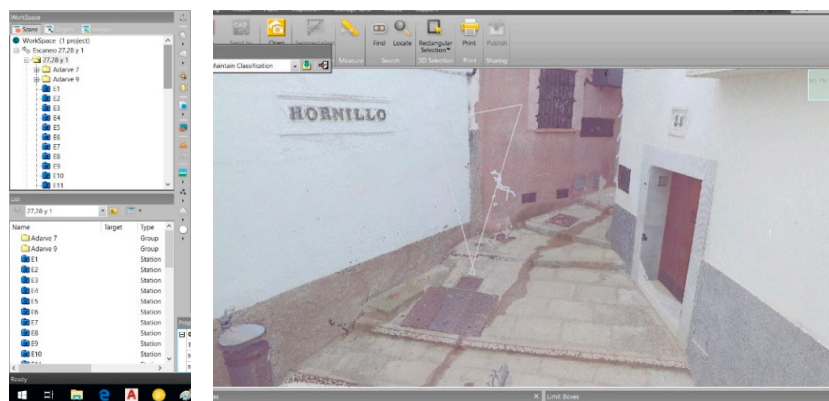 WorkSpace
Scans
WorkSpace (1 project)
Escaneo 27,28 y 1
27,28 y 1
Adarve 7
Adarve 9
E1
E2
E3
E4
E5
E6
E7
E8
E9
E10
E11
List
27,28 y 1
Name Target Type
Adarve 7 Group
Adarve 9 Group
E1 Station
E2 Station
E3 Station
E4 Station
E5 Station
E6 Station
E7 Station
E8 Station
E9 Station
E10 Station
Ready
Open
Find Locate Rectangular Selection Print Publish
Measure Search 3D Selection Print Sharing
Maintain Classification
HORNILLO
Limit Boxes